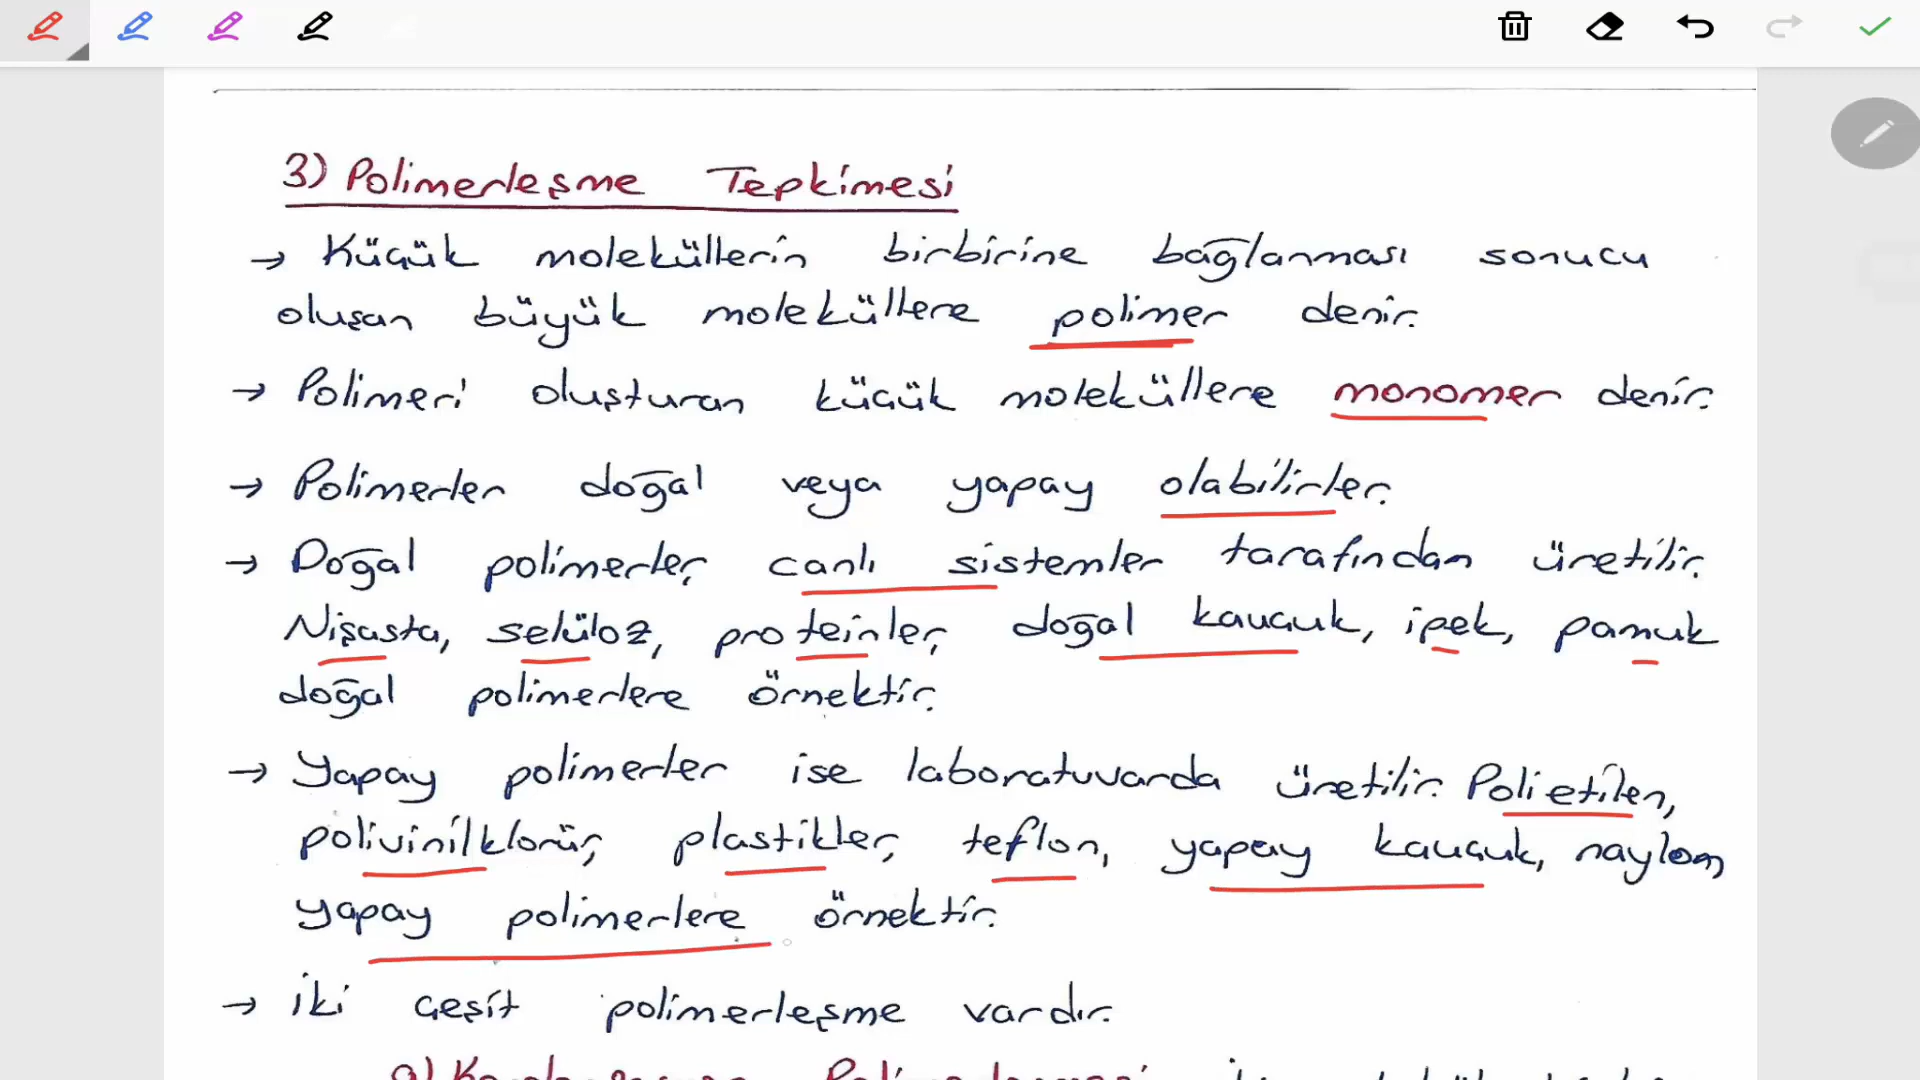 3) Polimerleşme Tepkimesi
→ Küçük moleküllerin birbirine bağlanması sonucu
oluşan büyük moleküllere polimer denir.
→ Polimeri oluşturan küçük moleküllere monomer denir.
→ Polimerler doğal veya yapay olabilirler.
→ Doğal polimerler, canlı sistemler tarafından üretilir.
Nişasta, selüloz, proteinler, doğal kauçuk, ipek, pamuk
doğal polimerlere örnektir.
→ Yapay polimerler ise laboratuvarda üretilir. Polietilen,
polivinilklorür, plastikler, teflon, yapay kauçuk, naylon,
yapay polimerlere örnektir.
→ İki çeşit polimerleşme vardır.